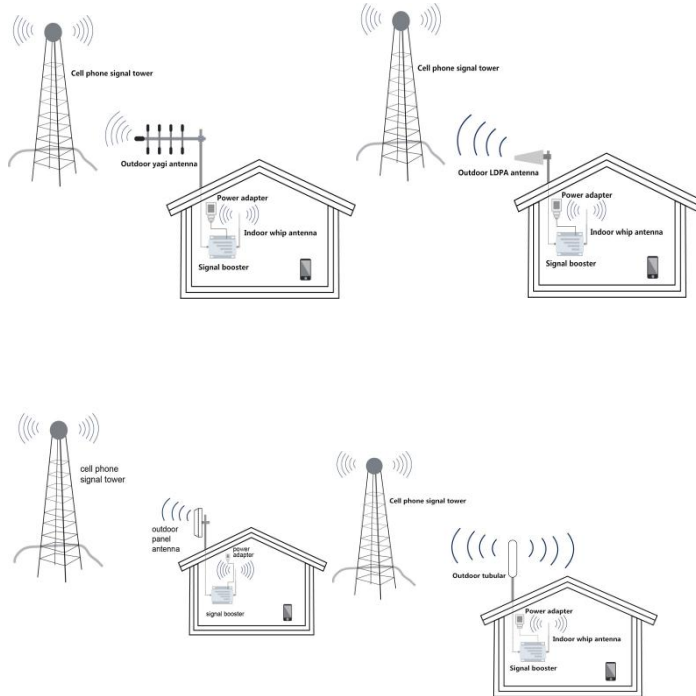 Cell phone signal tower
Outdoor yagi antenna
Power adapter
Indoor whip antenna
Signal booster
Cell phone signal tower
Outdoor LDPA antenna
Power adapter
Indoor whip antenna
Signal booster
cell phone
signal tower
outdoor
panel
antenna
power
adapter
signal booster
Cell phone signal tower
Outdoor tubular
Power adapter
Indoor whip antenna
Signal booster